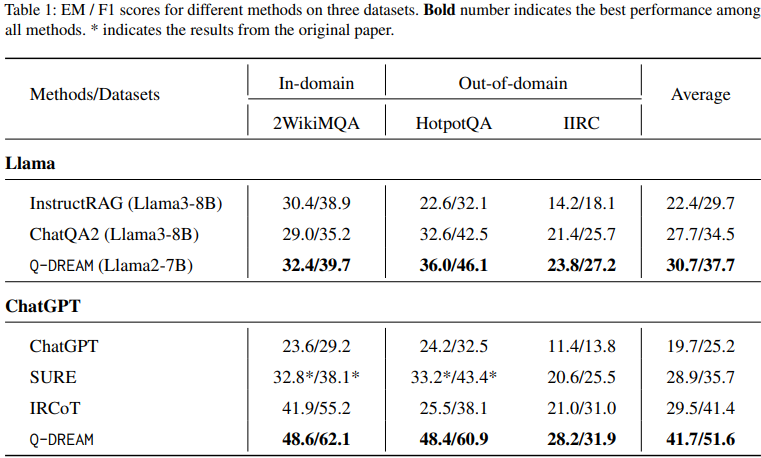 Table 1: EM / F1 scores for different methods on three datasets. Bold number indicates the best performance among
all methods. * indicates the results from the original paper.
Methods/Datasets In-domain Out-of-domain Average
2WikiMQA HotpotQA IIRC
Llama
InstructRAG (Llama3-8B) 30.4/38.9 22.6/32.1 14.2/18.1 22.4/29.7
ChatQA2 (Llama3-8B) 29.0/35.2 32.6/42.5 21.4/25.7 27.7/34.5
Q-DREAM (Llama2-7B) 32.4/39.7 36.0/46.1 23.8/27.2 30.7/37.7
ChatGPT
ChatGPT 23.6/29.2 24.2/32.5 11.4/13.8 19.7/25.2
SURE 32.8*/38.1* 33.2*/43.4* 20.6/25.5 28.9/35.7
IRCoT 41.9/55.2 25.5/38.1 21.0/31.0 29.5/41.4
Q-DREAM 48.6/62.1 48.4/60.9 28.2/31.9 41.7/51.6